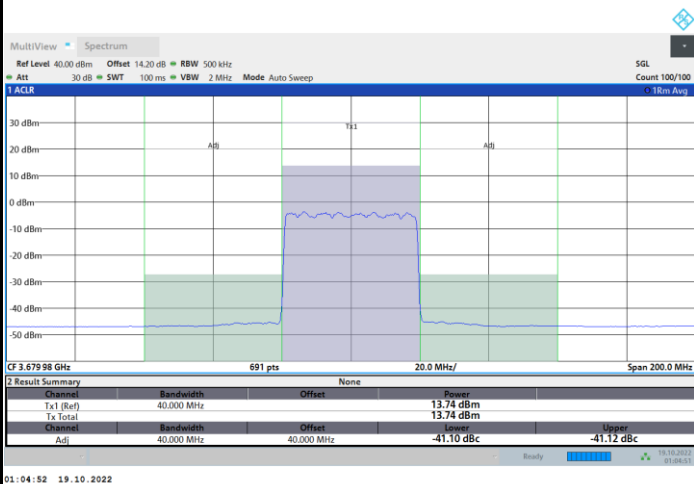 MultiView Spectrum
Ref Level 40.00 dBm Offset 14.20 dB RBW 500 kHz SGL
Att 30 dB SWT 100 ms VBW 2 MHz Mode Auto Sweep Count 100/100
1 ACLR 1Rm Avg
30 dBm
Tx1
20 dBm
Adj Adj
10 dBm
0 dBm
-10 dBm
-20 dBm
-30 dBm
-40 dBm
-50 dBm
CF 3.679 98 GHz 691 pts 20.0 MHz/ Span 200.0 MHz
2 Result Summary None
Channel Bandwidth Offset Power
Tx1 (Ref) 40.000 MHz 13.74 dBm
Tx Total 13.74 dBm
Channel Bandwidth Offset Lower Upper
Adj 40.000 MHz 40.000 MHz -41.10 dBc -41.12 dBc
Ready 19.10.2022
01:04:51
01:04:52 19.10.2022